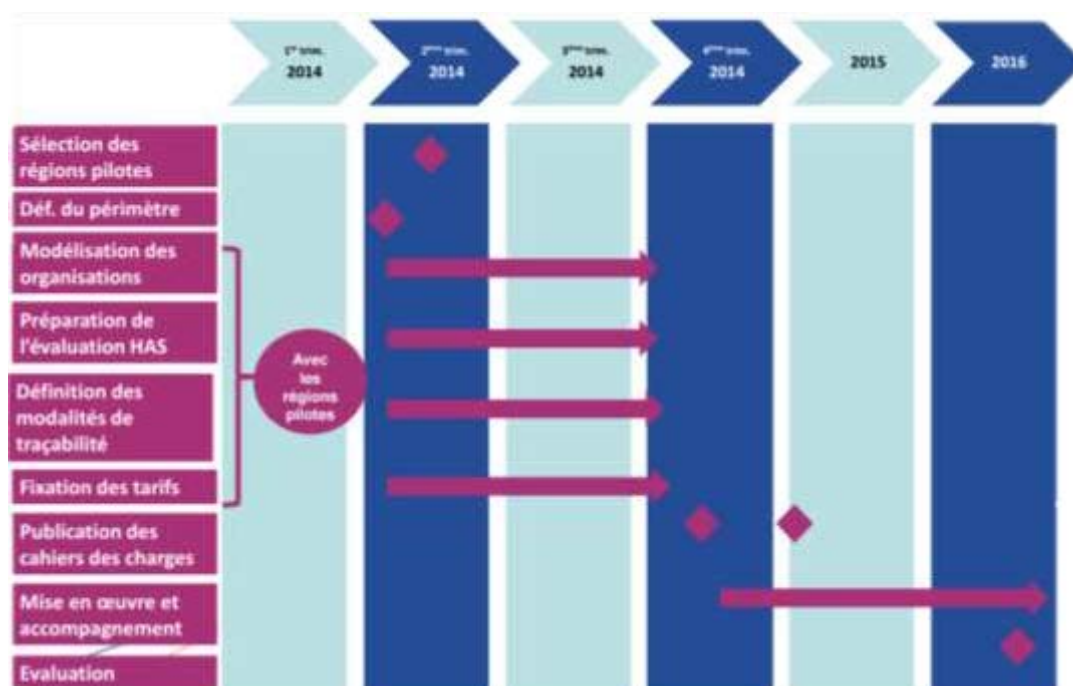 1er trim.
2014
2ème trim.
2014
3ème trim.
2014
4ème trim.
2014
2015
2016
Sélection des
régions pilotes
Déf. du périmètre
Modélisation des
organisations
Préparation de
l'évaluation HAS
Définition des
modalités de
traçabilité
Fixation des tarifs
Avec
les
régions
pilotes
Publication des
cahiers des charges
Mise en œuvre et
accompagnement
Evaluation